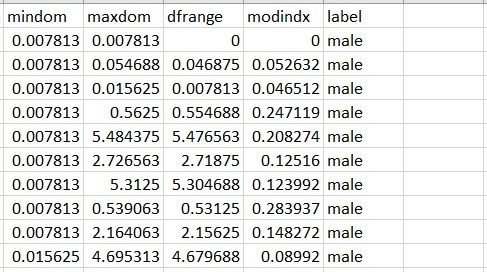 mindom maxdom dfrange modindx label
0.007813 0.007813 0 0 male
0.007813 0.054688 0.046875 0.052632 male
0.007813 0.015625 0.007813 0.046512 male
0.007813 0.5625 0.554688 0.247119 male
0.007813 5.484375 5.476563 0.208274 male
0.007813 2.726563 2.71875 0.12516 male
0.007813 5.3125 5.304688 0.123992 male
0.007813 0.539063 0.53125 0.283937 male
0.007813 2.164063 2.15625 0.148272 male
0.015625 4.695313 4.679688 0.08992 male